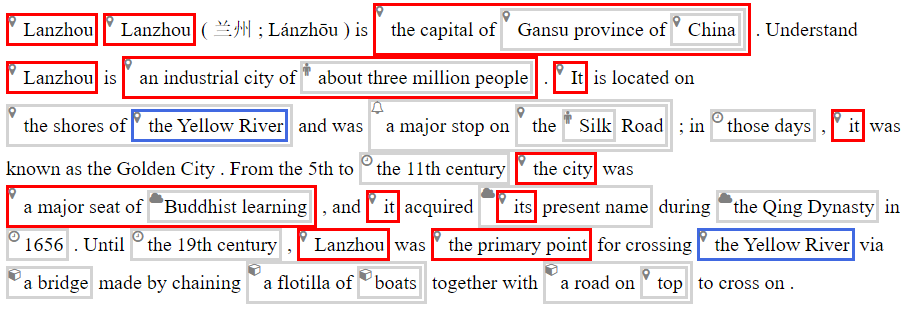 Lanzhou Lanzhou ( 兰州 ; Lánzhōu ) is the capital of Gansu province of China . Understand
Lanzhou is an industrial city of about three million people . It is located on
the shores of the Yellow River and was a major stop on the Silk Road ; in those days , it was
known as the Golden City . From the 5th to the 11th century the city was
a major seat of Buddhist learning , and it acquired its present name during the Qing Dynasty in
1656 . Until the 19th century , Lanzhou was the primary point for crossing the Yellow River via
a bridge made by chaining a flotilla of boats together with a road on top to cross on .